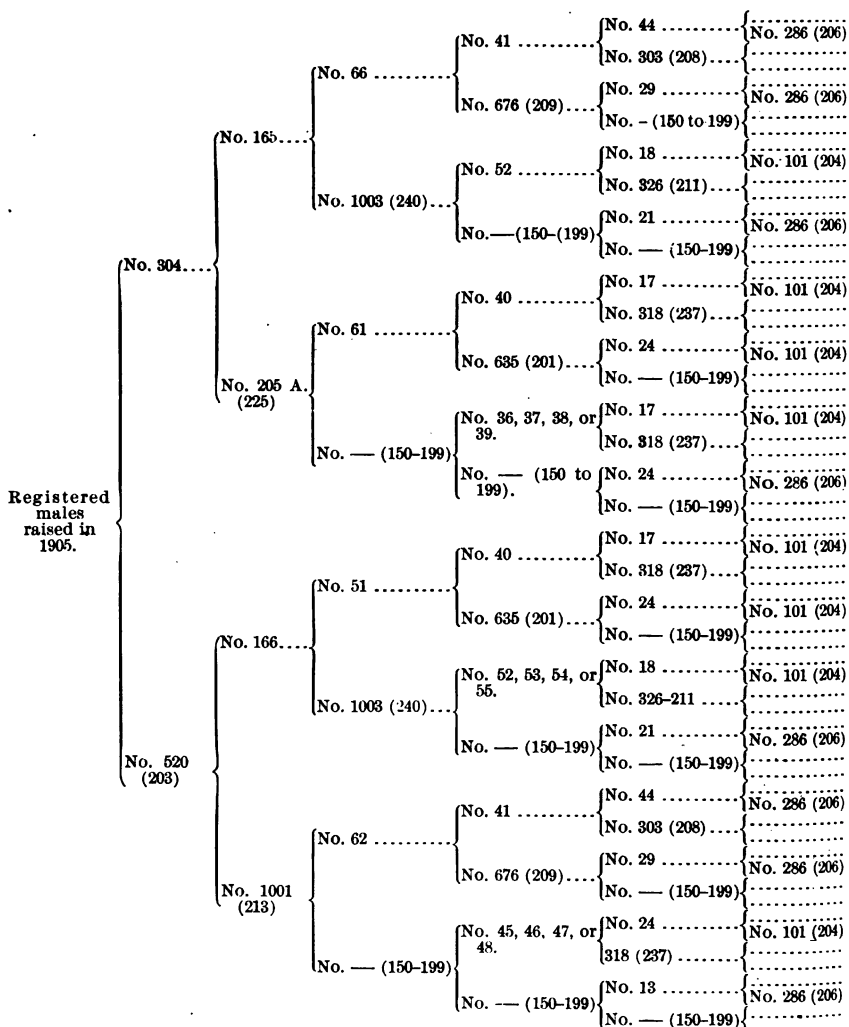 No. 44
No. 286 (206)
No. 41
No. 303 (208)
No. 66
No. 29
No. 286 (206)
No. 676 (209)
No. - (150 to 199)
No. 165
No. 18
No. 101 (204)
No. 52
No. 326 (211)
No. 1003 (240)
No. 21
No. 286 (206)
No. — (150-(199)
No. — (150-199)
No. 304
No. 17
No. 101 (204)
No. 40
No. 318 (237)
No. 61
No. 24
No. 101 (204)
No. 635 (201)
No. — (150-199)
No. 205 A.
(225)
No. 17
No. 101 (204)
No. 36, 37, 38, or
39.
No. 318 (237)
No. — (150-199)
No. 24
No. 286 (206)
No. — (150 to
199).
No. — (150-199)
Registered
males
raised in
1905.
No. 17
No. 101 (204)
No. 40
No. 318 (237)
No. 51
No. 24
No. 101 (204)
No. 635 (201)
No. — (150-199)
No. 166
No. 18
No. 101 (204)
No. 52, 53, 54, or
55.
No. 326-211
No. 1003 (240)
No. 21
No. 286 (206)
No. — (150-199)
No. — (150-199)
No. 520
(203)
No. 44
No. 286 (206)
No. 41
No. 303 (208)
No. 62
No. 29
No. 286 (206)
No. 676 (209)
No. — (150-199)
No. 1001
(213)
No. 24
No. 101 (204)
No. 45, 46, 47, or
48.
318 (237)
No. — (150-199)
No. 13
No. 286 (206)
No. — (150-199)
No. — (150-199)